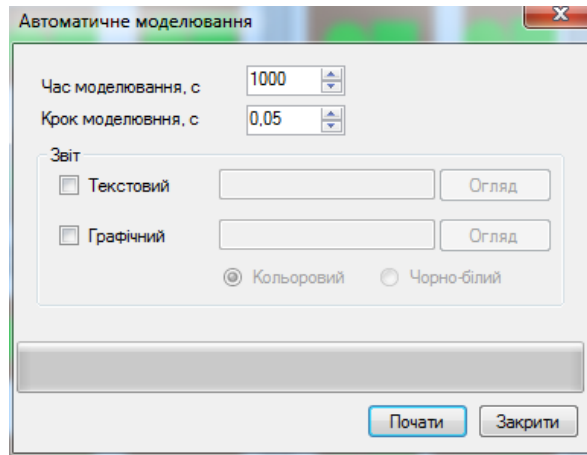 Автоматичне моделювання
Час моделювання, с 1000
Крок моделювння, с 0,05
Звіт
Текстовий Огляд
Графічний Огляд
Кольоровий Чорно-білий
Почати Закрити